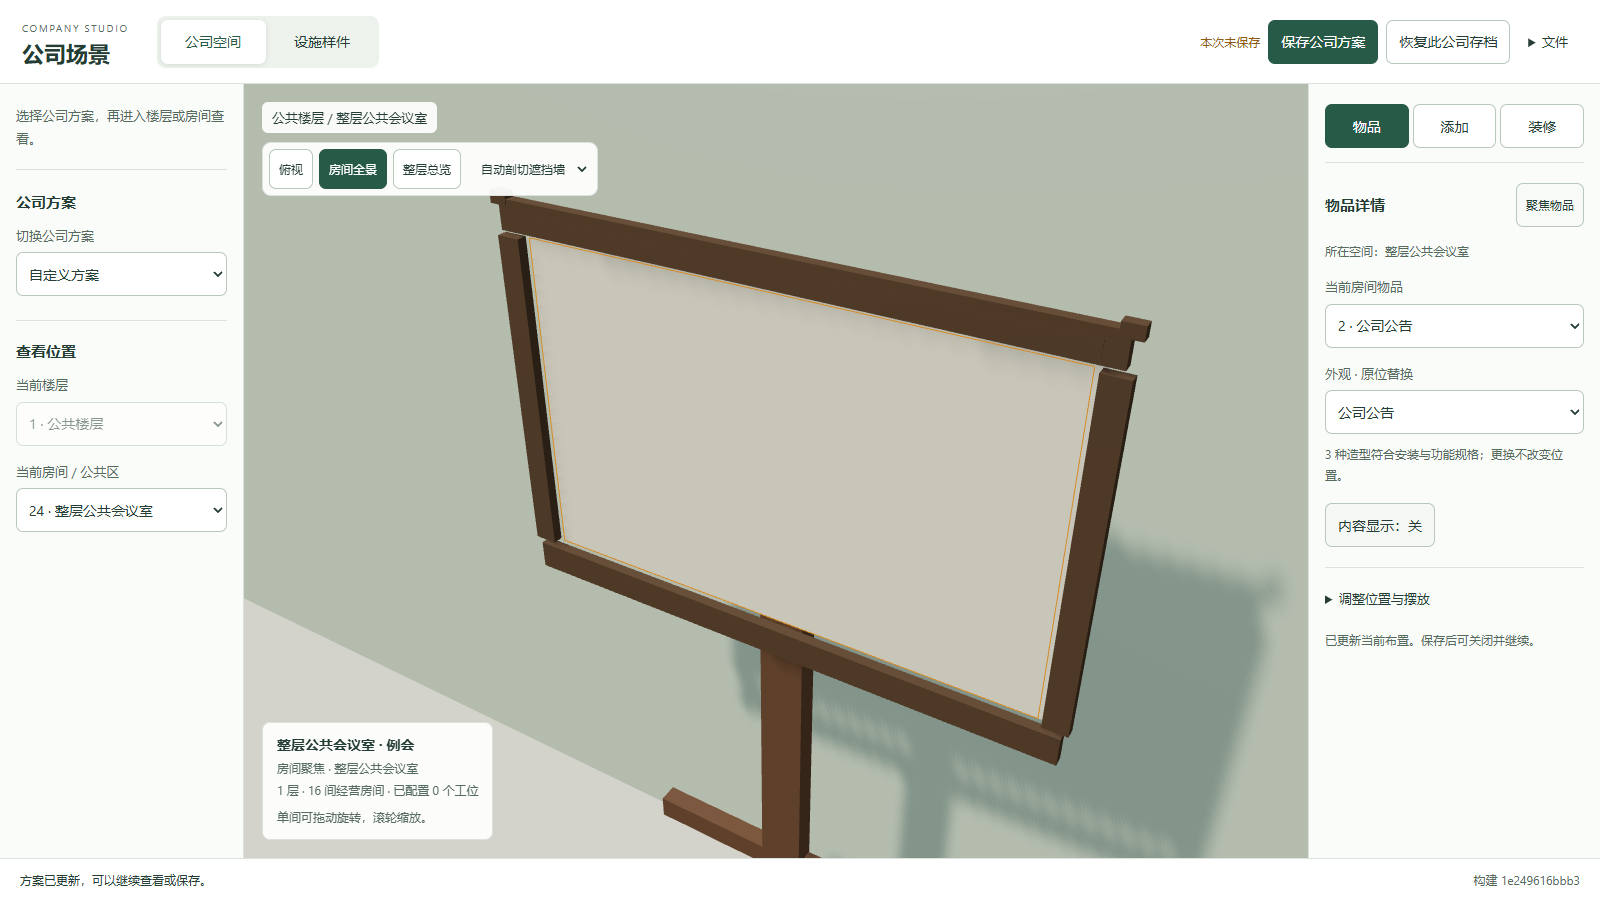 COMPANY STUDIO
公司场景
公司空间
设施样件
本次未保存
保存公司方案
恢复此公司存档
▶ 文件
选择公司方案，再进入楼层或房间查
看。
公司方案
切换公司方案
自定义方案
查看位置
当前楼层
1 · 公共楼层
当前房间 / 公共区
24 · 整层公共会议室
公共楼层 / 整层公共会议室
俯视
房间全景
整层总览
自动剖切遮挡墙
整层公共会议室 · 例会
房间聚焦 · 整层公共会议室
1 层 · 16 间经营房间 · 已配置 0 个工位
单间可拖动旋转，滚轮缩放。
物品
添加
装修
物品详情
聚焦物品
所在空间：整层公共会议室
当前房间物品
2 · 公司公告
外观 · 原位替换
公司公告
3 种造型符合安装与功能规格；更换不改变位
置。
内容显示：关
▶ 调整位置与摆放
已更新当前布置。保存后可关闭并继续。
方案已更新，可以继续查看或保存。
构建 1e249616bbb3